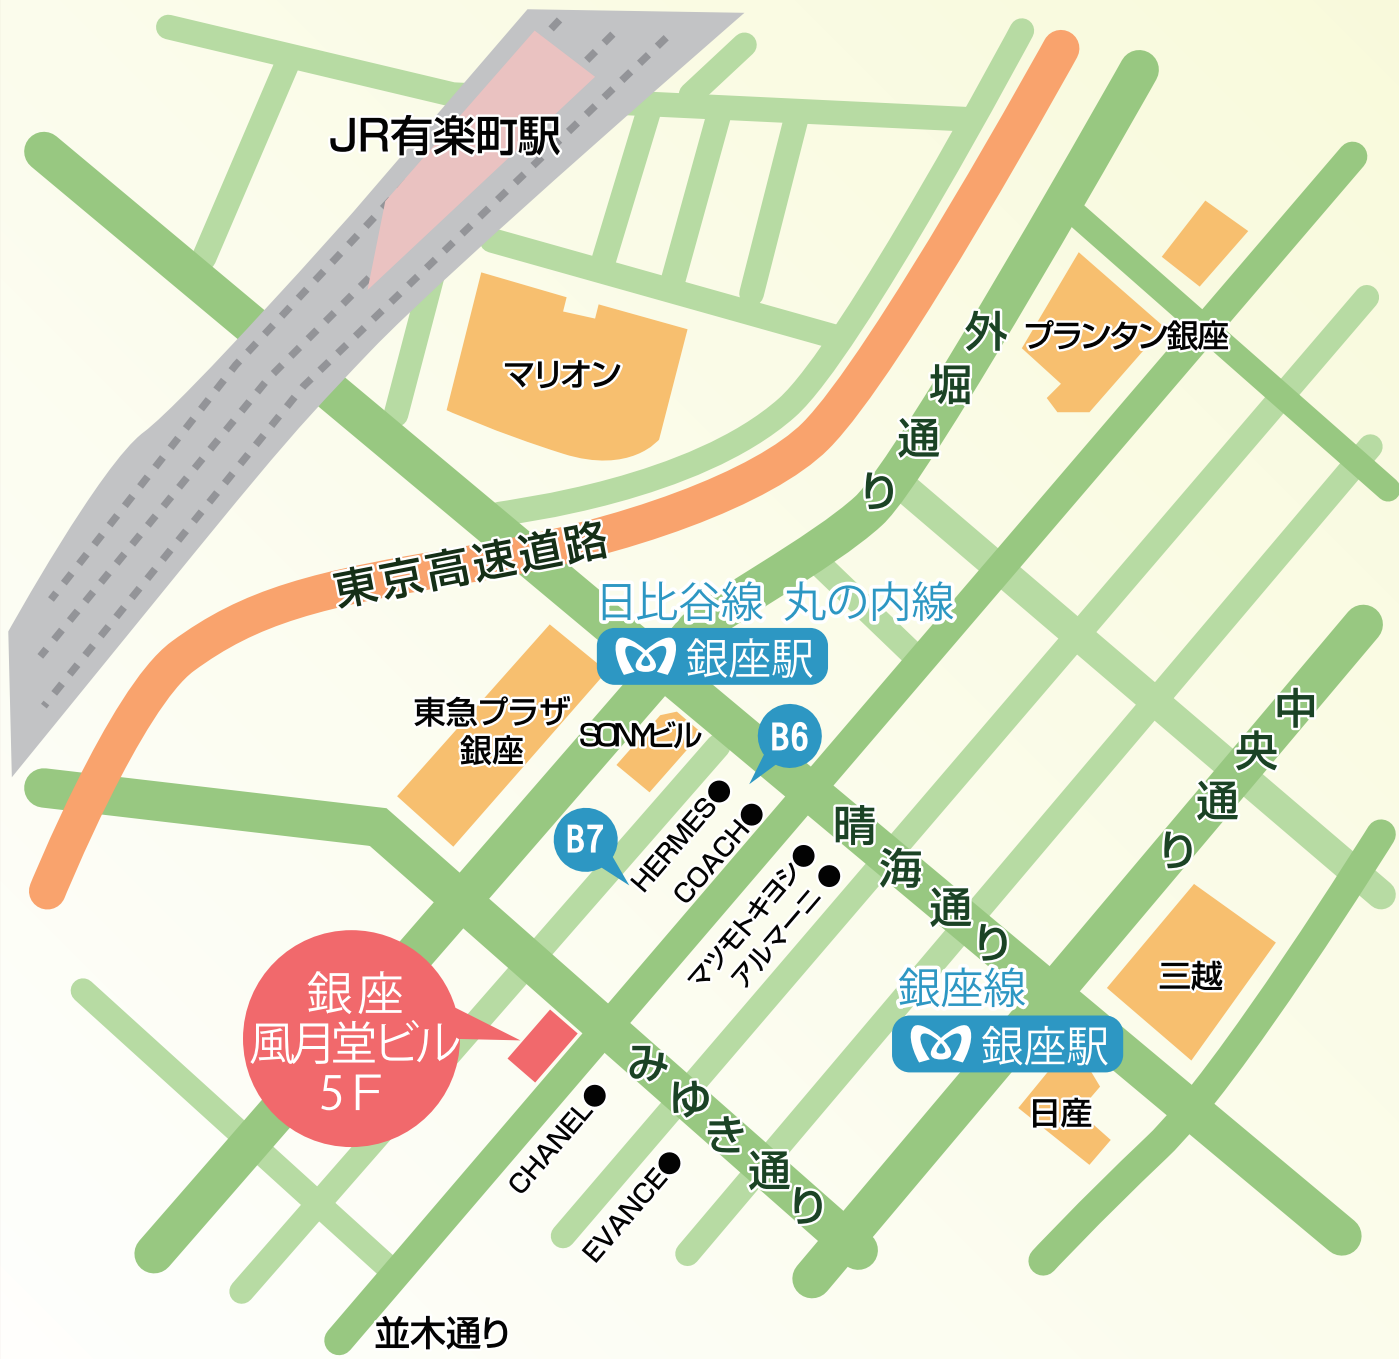 JR有楽町駅
マリオン
外堀通り
プランタン銀座
東京高速道路
日比谷線 丸の内線
銀座駅
東急プラザ
銀座
SONYビル
B6
B7
HERMES
COACH
マツモトキヨシ
アルマーニ
晴海通り
中央通り
三越
銀座線
銀座駅
日産
銀座
風月堂ビル
5F
みゆき通り
CHANEL
EVANCE
並木通り